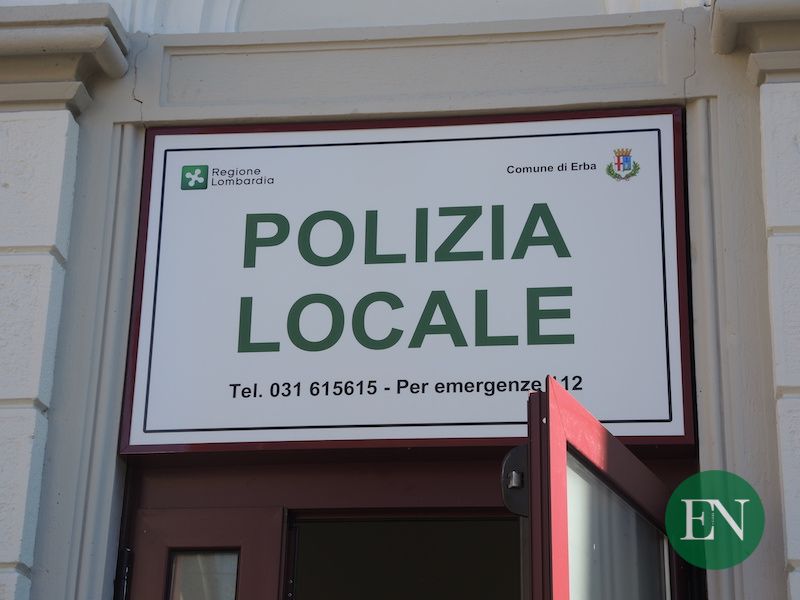 Regione
Lombardia
Comune di Erba
POLIZIA
LOCALE
Tel. 031 615615 - Per emergenze 112
EN